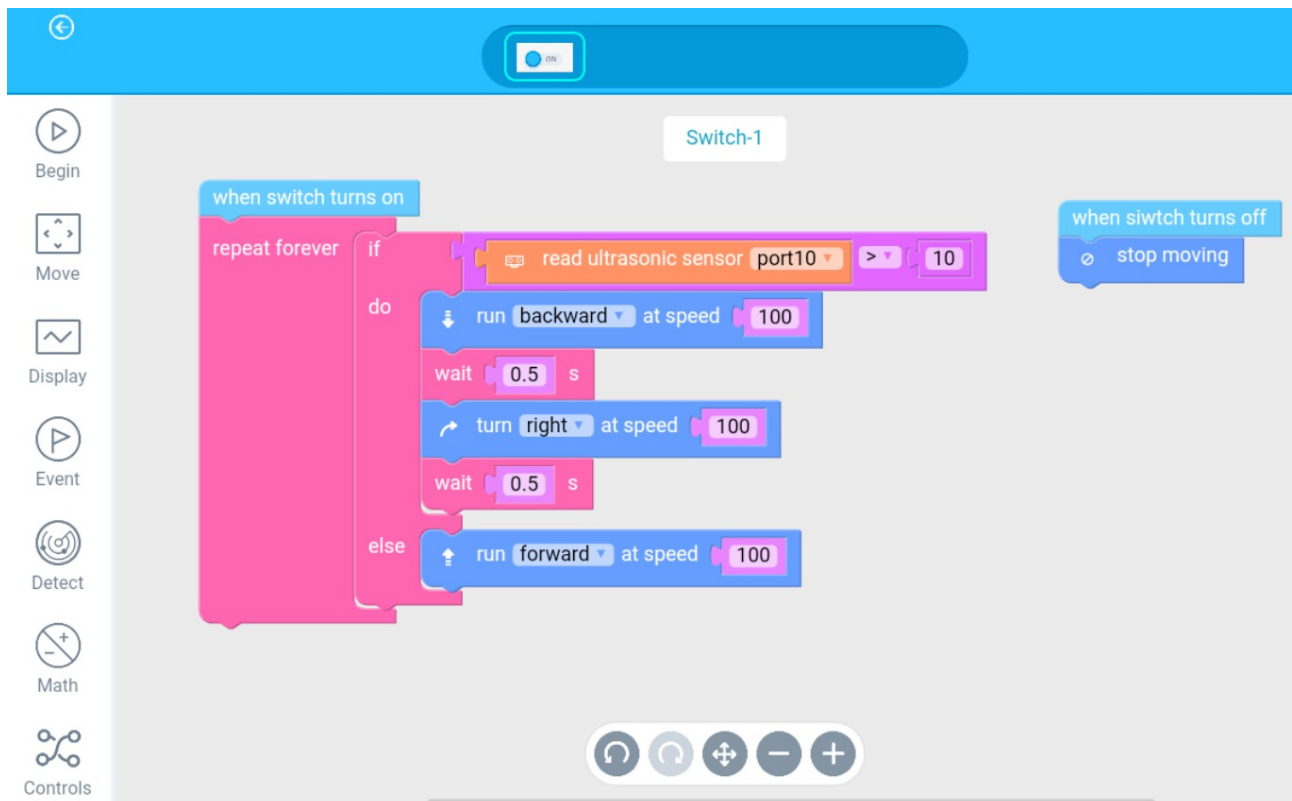 ON
Begin
Move
Display
Event
Detect
Math
Controls
Switch-1
when switch turns on
repeat forever if read ultrasonic sensor port10 > 10
do run backward at speed 100
wait 0.5 s
turn right at speed 100
wait 0.5 s
else run forward at speed 100
when siwtch turns off
stop moving